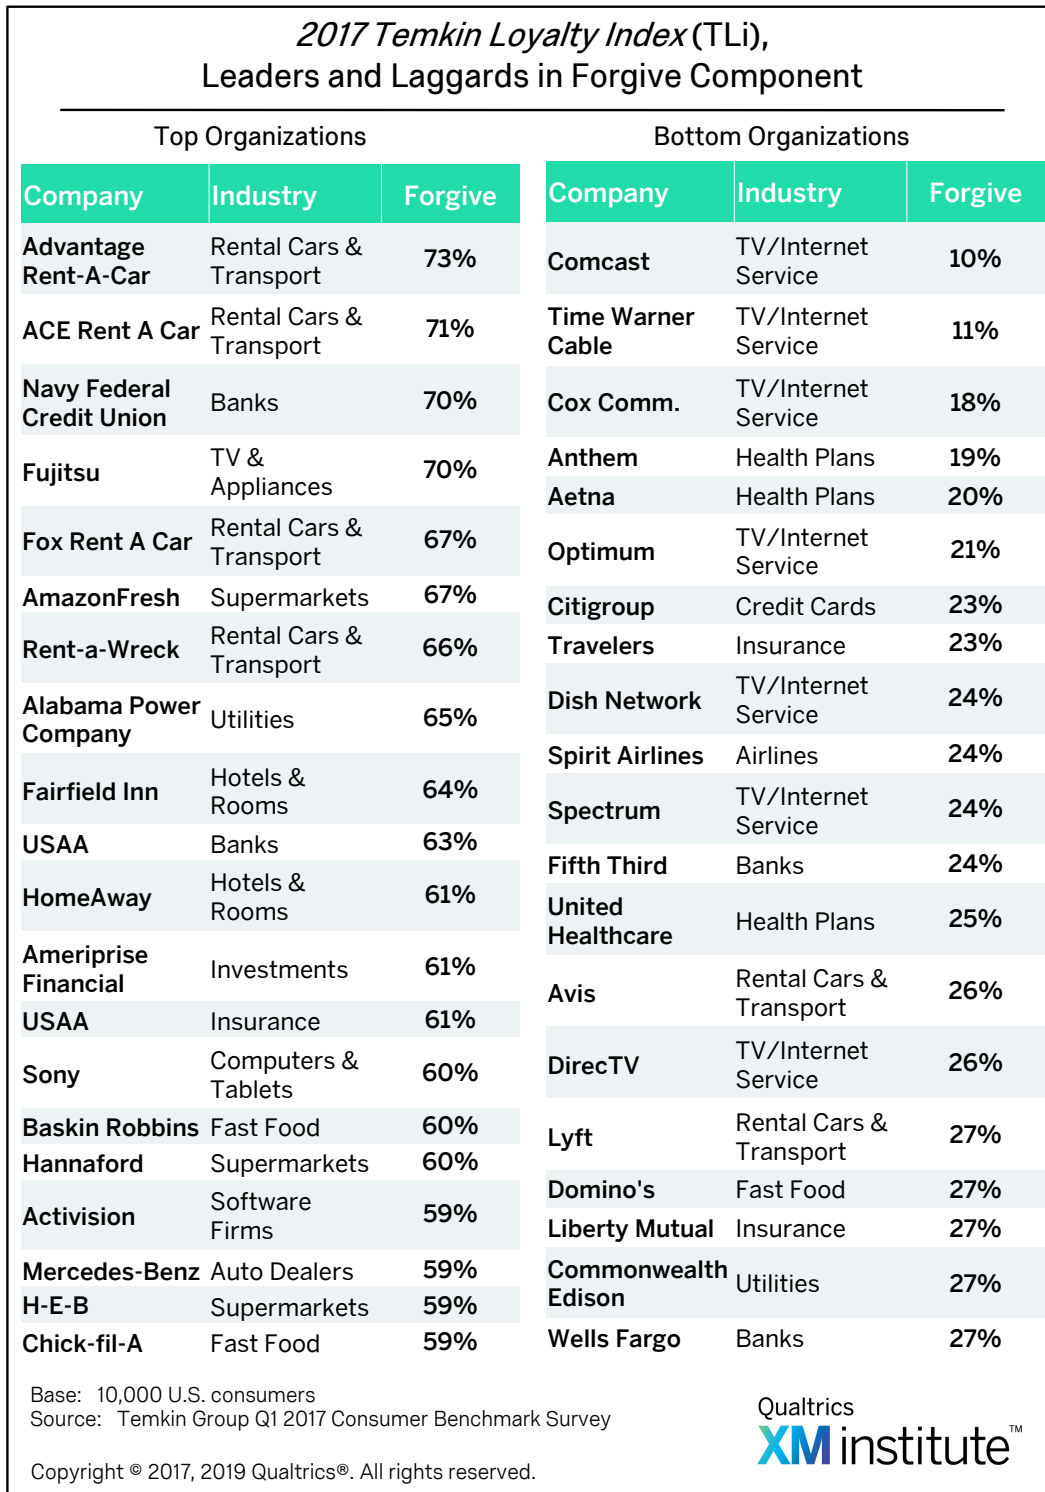 2017 Temkin Loyalty Index (TLi),
Leaders and Laggards in Forgive Component
Top Organizations
Company Industry Forgive
Advantage Rent-A-Car Rental Cars & Transport 73%
ACE Rent A Car Rental Cars & Transport 71%
Navy Federal Credit Union Banks 70%
Fujitsu TV & Appliances 70%
Fox Rent A Car Rental Cars & Transport 67%
AmazonFresh Supermarkets 67%
Rent-a-Wreck Rental Cars & Transport 66%
Alabama Power Company Utilities 65%
Fairfield Inn Hotels & Rooms 64%
USAA Banks 63%
HomeAway Hotels & Rooms 61%
Ameriprise Financial Investments 61%
USAA Insurance 61%
Sony Computers & Tablets 60%
Baskin Robbins Fast Food 60%
Hannaford Supermarkets 60%
Activision Software Firms 59%
Mercedes-Benz Auto Dealers 59%
H-E-B Supermarkets 59%
Chick-fil-A Fast Food 59%
Bottom Organizations
Company Industry Forgive
Comcast TV/Internet Service 10%
Time Warner Cable TV/Internet Service 11%
Cox Comm. TV/Internet Service 18%
Anthem Health Plans 19%
Aetna Health Plans 20%
Optimum TV/Internet Service 21%
Citigroup Credit Cards 23%
Travelers Insurance 23%
Dish Network TV/Internet Service 24%
Spirit Airlines Airlines 24%
Spectrum TV/Internet Service 24%
Fifth Third Banks 24%
United Healthcare Health Plans 25%
Avis Rental Cars & Transport 26%
DirecTV TV/Internet Service 26%
Lyft Rental Cars & Transport 27%
Domino's Fast Food 27%
Liberty Mutual Insurance 27%
Commonwealth Edison Utilities 27%
Wells Fargo Banks 27%
Base: 10,000 U.S. consumers
Source: Temkin Group Q1 2017 Consumer Benchmark Survey
Copyright © 2017, 2019 Qualtrics®. All rights reserved.
Qualtrics
XM institute™